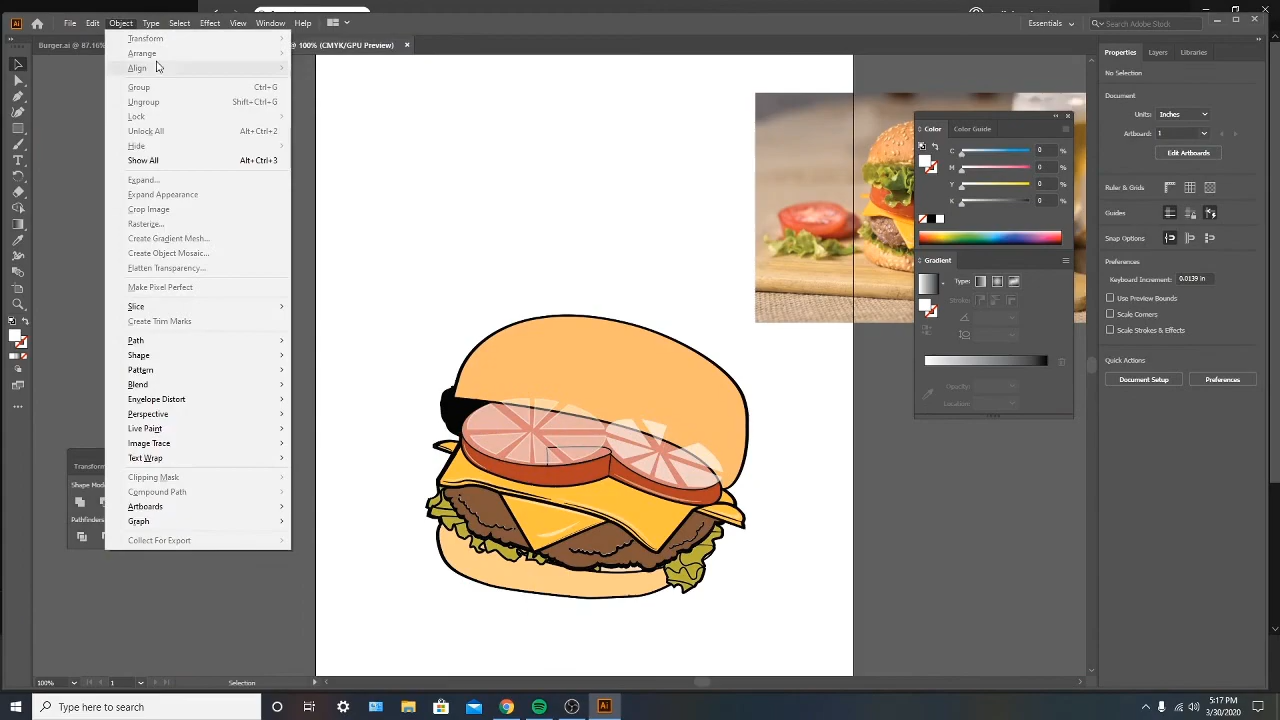 File Edit Object Type Select Effect View Window Help
Essentials
Search Adobe Stock
Burger.ai @ 87.16%
@ 100% (CMYK/GPU Preview)
Transform
Arrange
Align
Group Ctrl+G
Ungroup Shift+Ctrl+G
Lock
Unlock All Alt+Ctrl+2
Hide
Show All Alt+Ctrl+3
Expand...
Expand Appearance
Crop Image
Rasterize...
Create Gradient Mesh...
Create Object Mosaic...
Flatten Transparency...
Make Pixel Perfect
Slice
Create Trim Marks
Path
Shape
Pattern
Blend
Envelope Distort
Perspective
Live Paint
Image Trace
Text Wrap
Clipping Mask
Compound Path
Artboards
Graph
Collect For Export
Transform
Shape Mo
Pathfinders
Color Color Guide
C 0 %
M 0 %
Y 0 %
K 0 %
Gradient
Type:
Stroke:
Opacity:
Location:
Properties Layers Libraries
No Selection
Document
Units: Inches
Artboard: 1
Edit Artboards
Ruler & Grids
Guides
Snap Options
Preferences
Keyboard Increment: 0.0139 in
Use Preview Bounds
Scale Corners
Scale Strokes & Effects
Quick Actions
Document Setup Preferences
100% 1 Selection
Type here to search
Ai
5:17 PM
3/30/2020